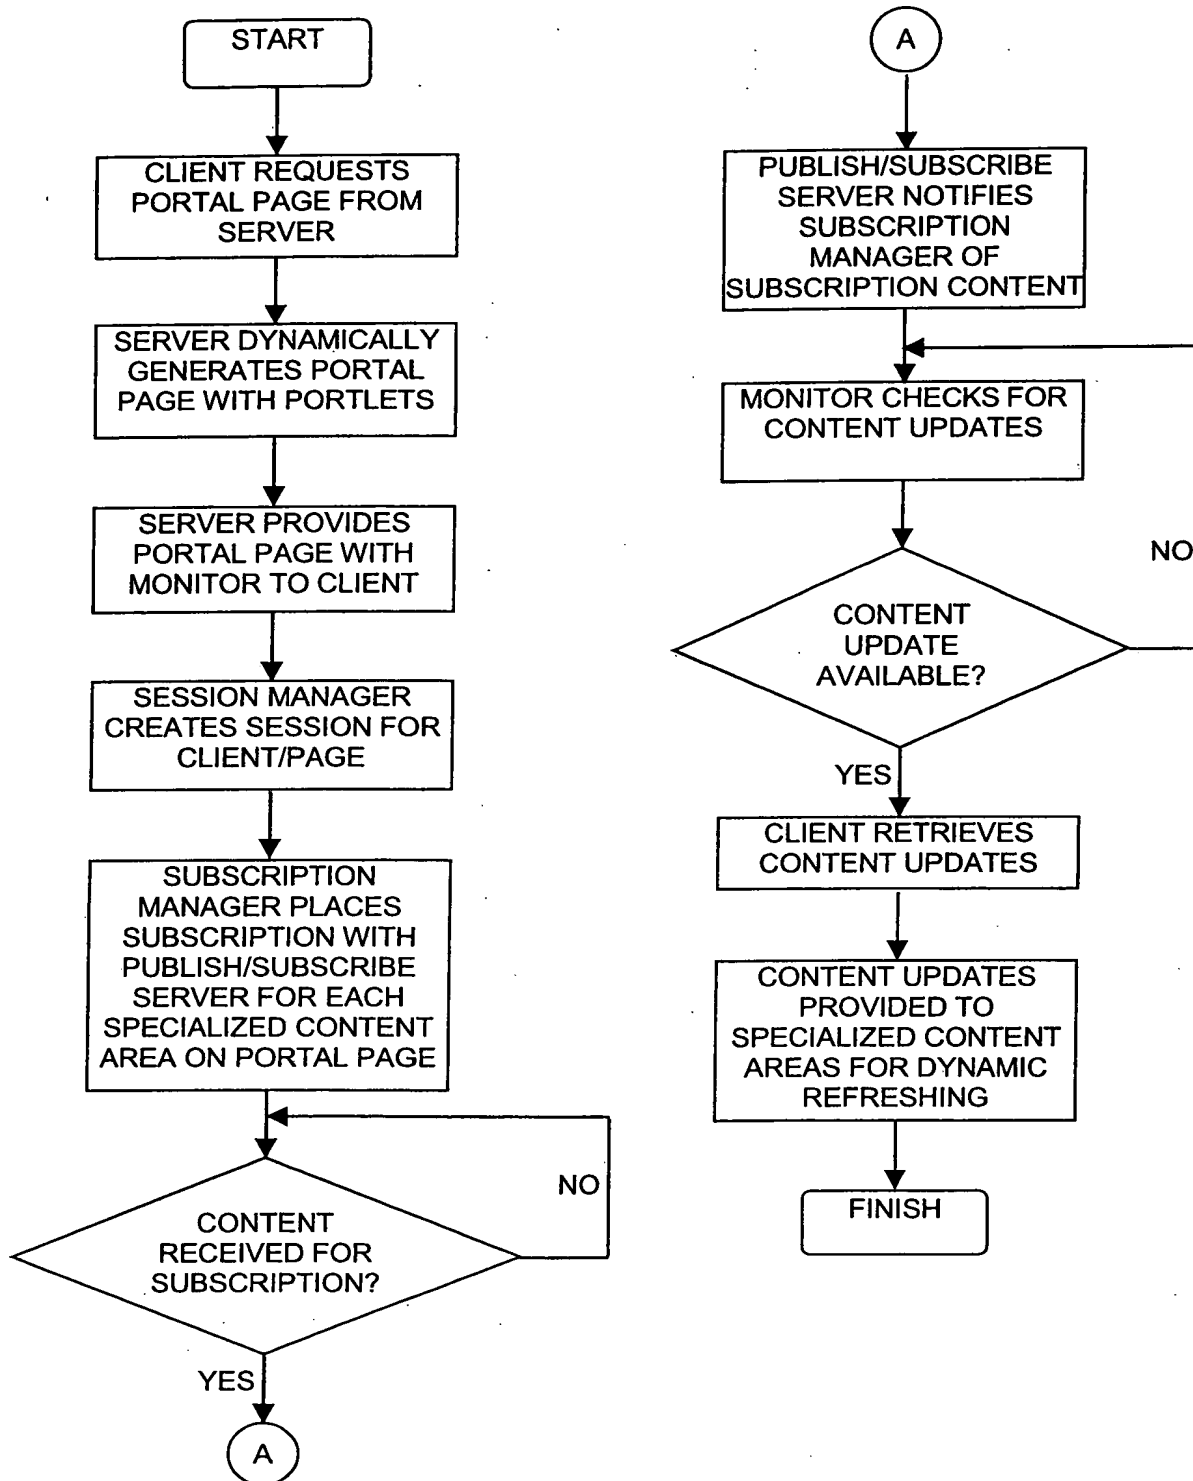 START
CLIENT REQUESTS
PORTAL PAGE FROM
SERVER
SERVER DYNAMICALLY
GENERATES PORTAL
PAGE WITH PORTLETS
SERVER PROVIDES
PORTAL PAGE WITH
MONITOR TO CLIENT
SESSION MANAGER
CREATES SESSION FOR
CLIENT/PAGE
SUBSCRIPTION
MANAGER PLACES
SUBSCRIPTION WITH
PUBLISH/SUBSCRIBE
SERVER FOR EACH
SPECIALIZED CONTENT
AREA ON PORTAL PAGE
NO
CONTENT
RECEIVED FOR
SUBSCRIPTION?
YES
A
A
PUBLISH/SUBSCRIBE
SERVER NOTIFIES
SUBSCRIPTION
MANAGER OF
SUBSCRIPTION CONTENT
MONITOR CHECKS FOR
CONTENT UPDATES
NO
CONTENT
UPDATE
AVAILABLE?
YES
CLIENT RETRIEVES
CONTENT UPDATES
CONTENT UPDATES
PROVIDED TO
SPECIALIZED CONTENT
AREAS FOR DYNAMIC
REFRESHING
FINISH